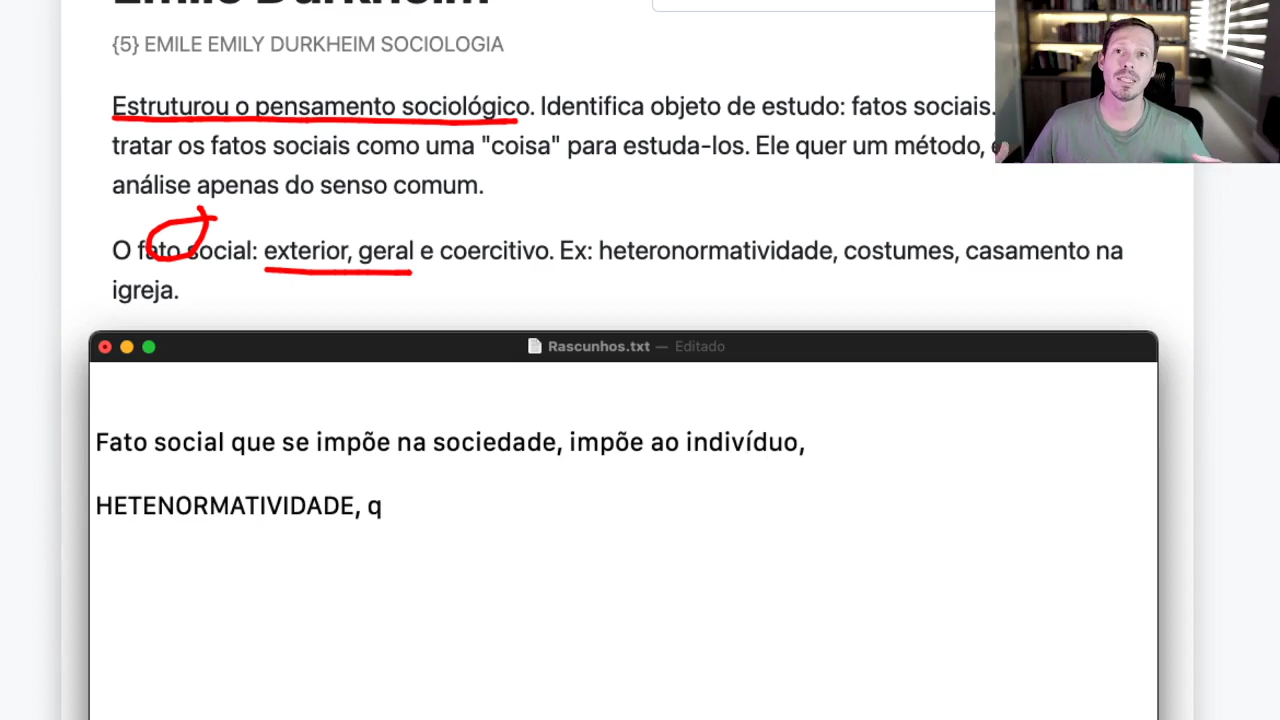 Emile Durkheim
{5} EMILE EMILY DURKHEIM SOCIOLOGIA
Estruturou o pensamento sociológico. Identifica objeto de estudo: fatos sociais.
tratar os fatos sociais como uma "coisa" para estuda-los. Ele quer um método,
análise apenas do senso comum.
O fato social: exterior, geral e coercitivo. Ex: heteronormatividade, costumes, casamento na
igreja.
Rascunhos.txt — Editado
Fato social que se impõe na sociedade, impõe ao indivíduo,
HETENORMATIVIDADE, q